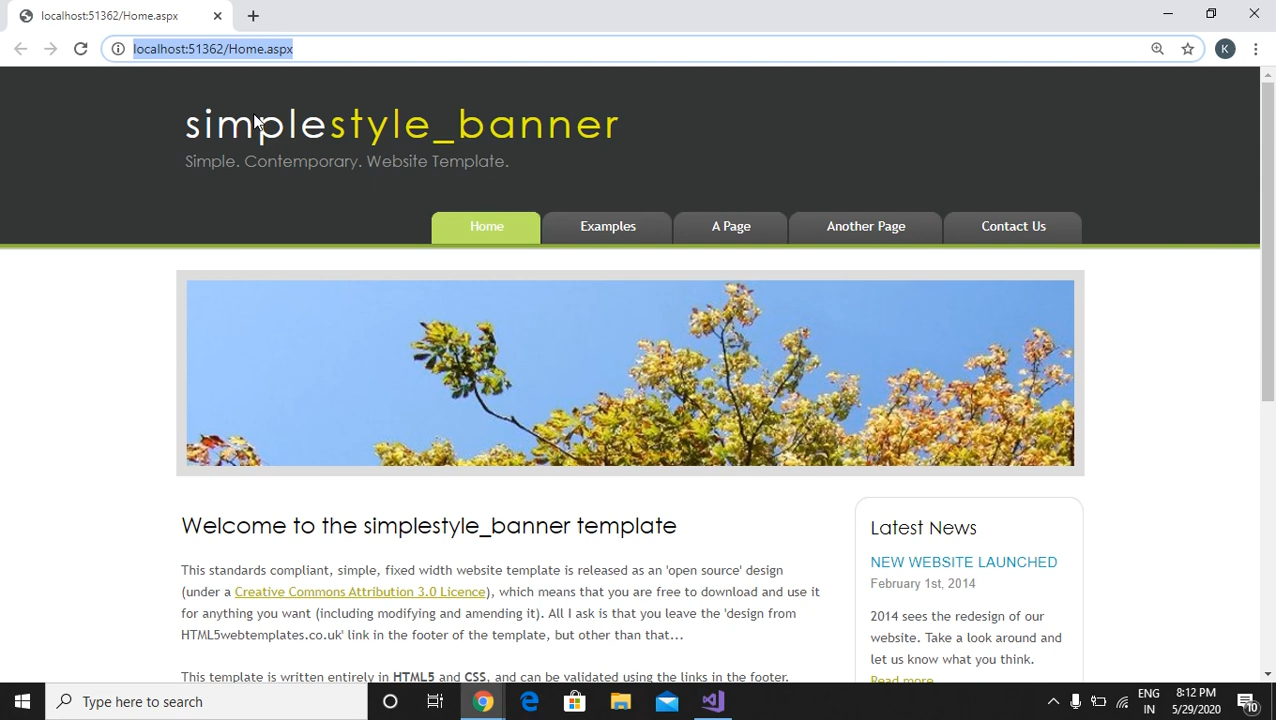 localhost:51362/Home.aspx
localhost:51362/Home.aspx
K
simplestyle_banner
Simple. Contemporary. Website Template.
Home Examples A Page Another Page Contact Us
Welcome to the simplestyle_banner template
This standards compliant, simple, fixed width website template is released as an 'open source' design
(under a Creative Commons Attribution 3.0 Licence), which means that you are free to download and use it
for anything you want (including modifying and amending it). All I ask is that you leave the 'design from
HTML5webtemplates.co.uk' link in the footer of the template, but other than that...
This template is written entirely in HTML5 and CSS, and can be validated using the links in the footer.
Latest News
NEW WEBSITE LAUNCHED
February 1st, 2014
2014 sees the redesign of our
website. Take a look around and
let us know what you think.
Read more
Type here to search
ENG
IN
8:12 PM
5/29/2020
10